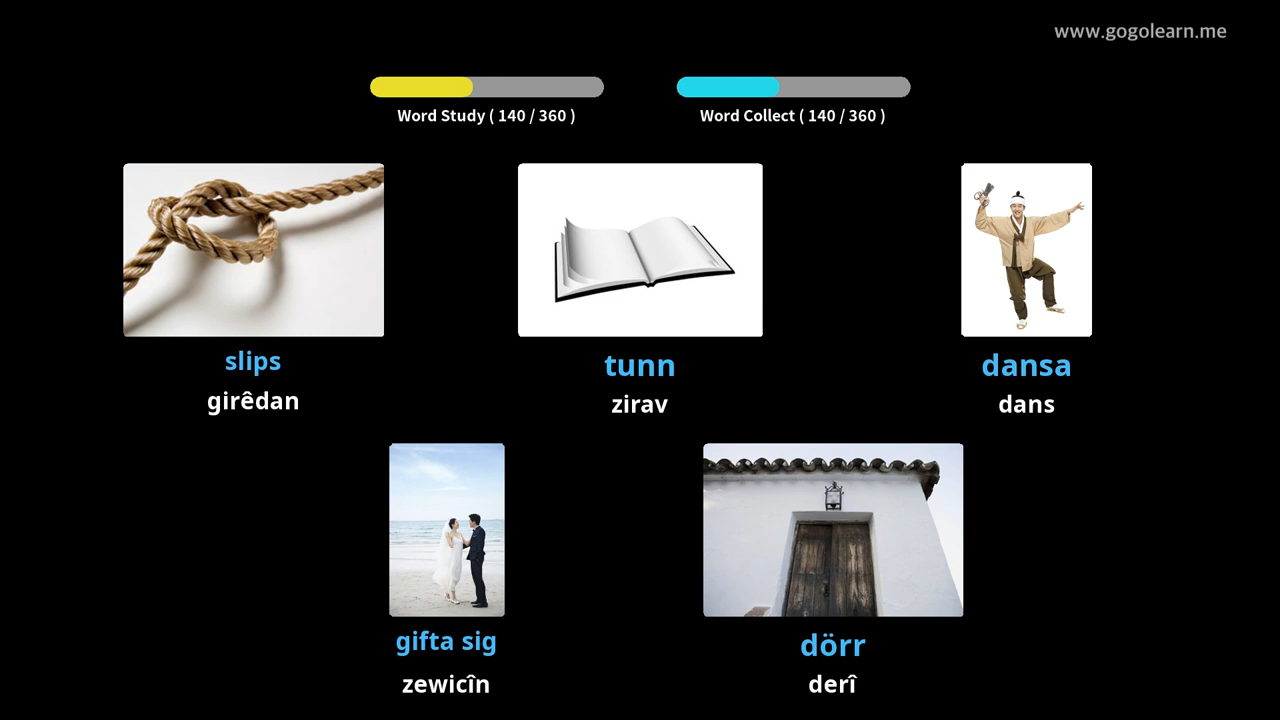 www.gogolearn.me
Word Study ( 140 / 360 )
Word Collect ( 140 / 360 )
slips
girêdan
tunn
zirav
dansa
dans
gifta sig
zewicîn
dörr
derî